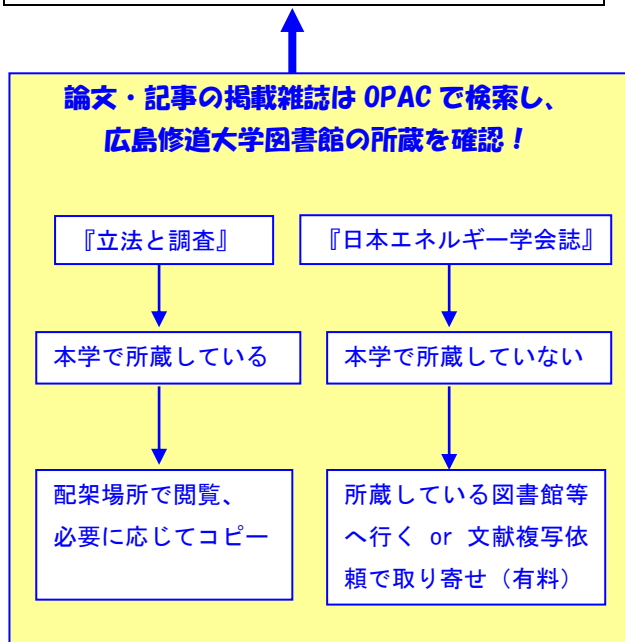 論文・記事の掲載雑誌は OPAC で検索し、
広島修道大学図書館の所蔵を確認！
『立法と調査』
『日本エネルギー学会誌』
本学で所蔵している
本学で所蔵していない
配架場所で閲覧、
必要に応じてコピー
所蔵している図書館等
へ行く or 文献複写依
頼で取り寄せ（有料）